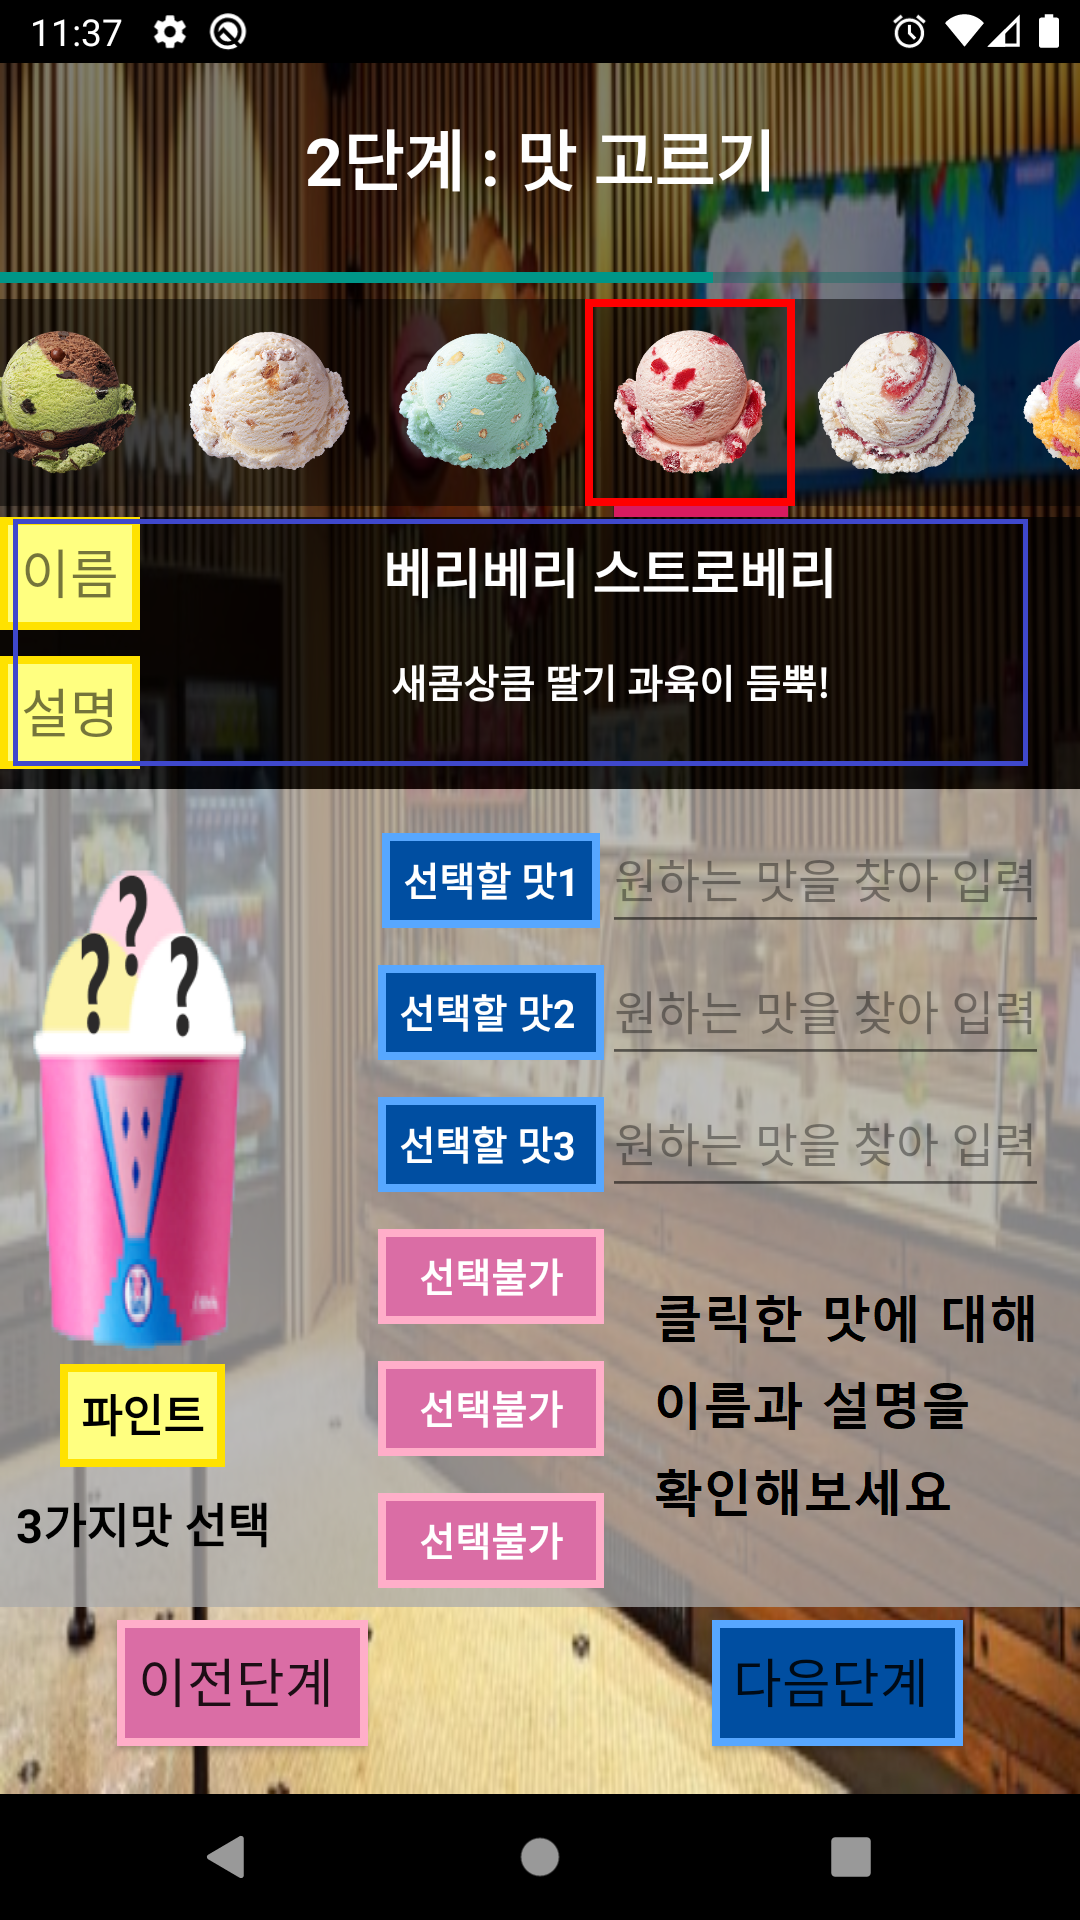 11:37
2단계 : 맛 고르기
이름
베리베리 스트로베리
설명
새콤상큼 딸기 과육이 듬뿍!
선택할 맛1
원하는 맛을 찾아 입력
선택할 맛2
원하는 맛을 찾아 입력
선택할 맛3
원하는 맛을 찾아 입력
? ? ?
선택불가
선택불가
선택불가
클릭한 맛에 대해
이름과 설명을
확인해보세요
파인트
3가지맛 선택
이전단계
다음단계